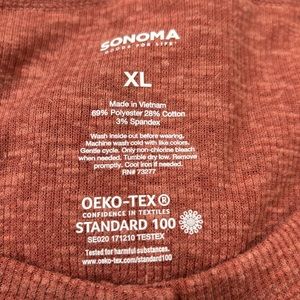 SONOMA
GOODS FOR LIFE™
XL
Made in Vietnam
69% Polyester 28% Cotton
3% Spandex
Wash inside out before wearing.
Machine wash cold with like colors.
Gentle cycle. Only non-chlorine bleach
when needed. Tumble dry low. Remove
promptly. Cool iron if needed.
RN# 73277
OEKO-TEX®
CONFIDENCE IN TEXTILES
STANDARD 100
SE020 171210 TESTEX
Tested for harmful substances.
www.oeko-tex.com/standard100